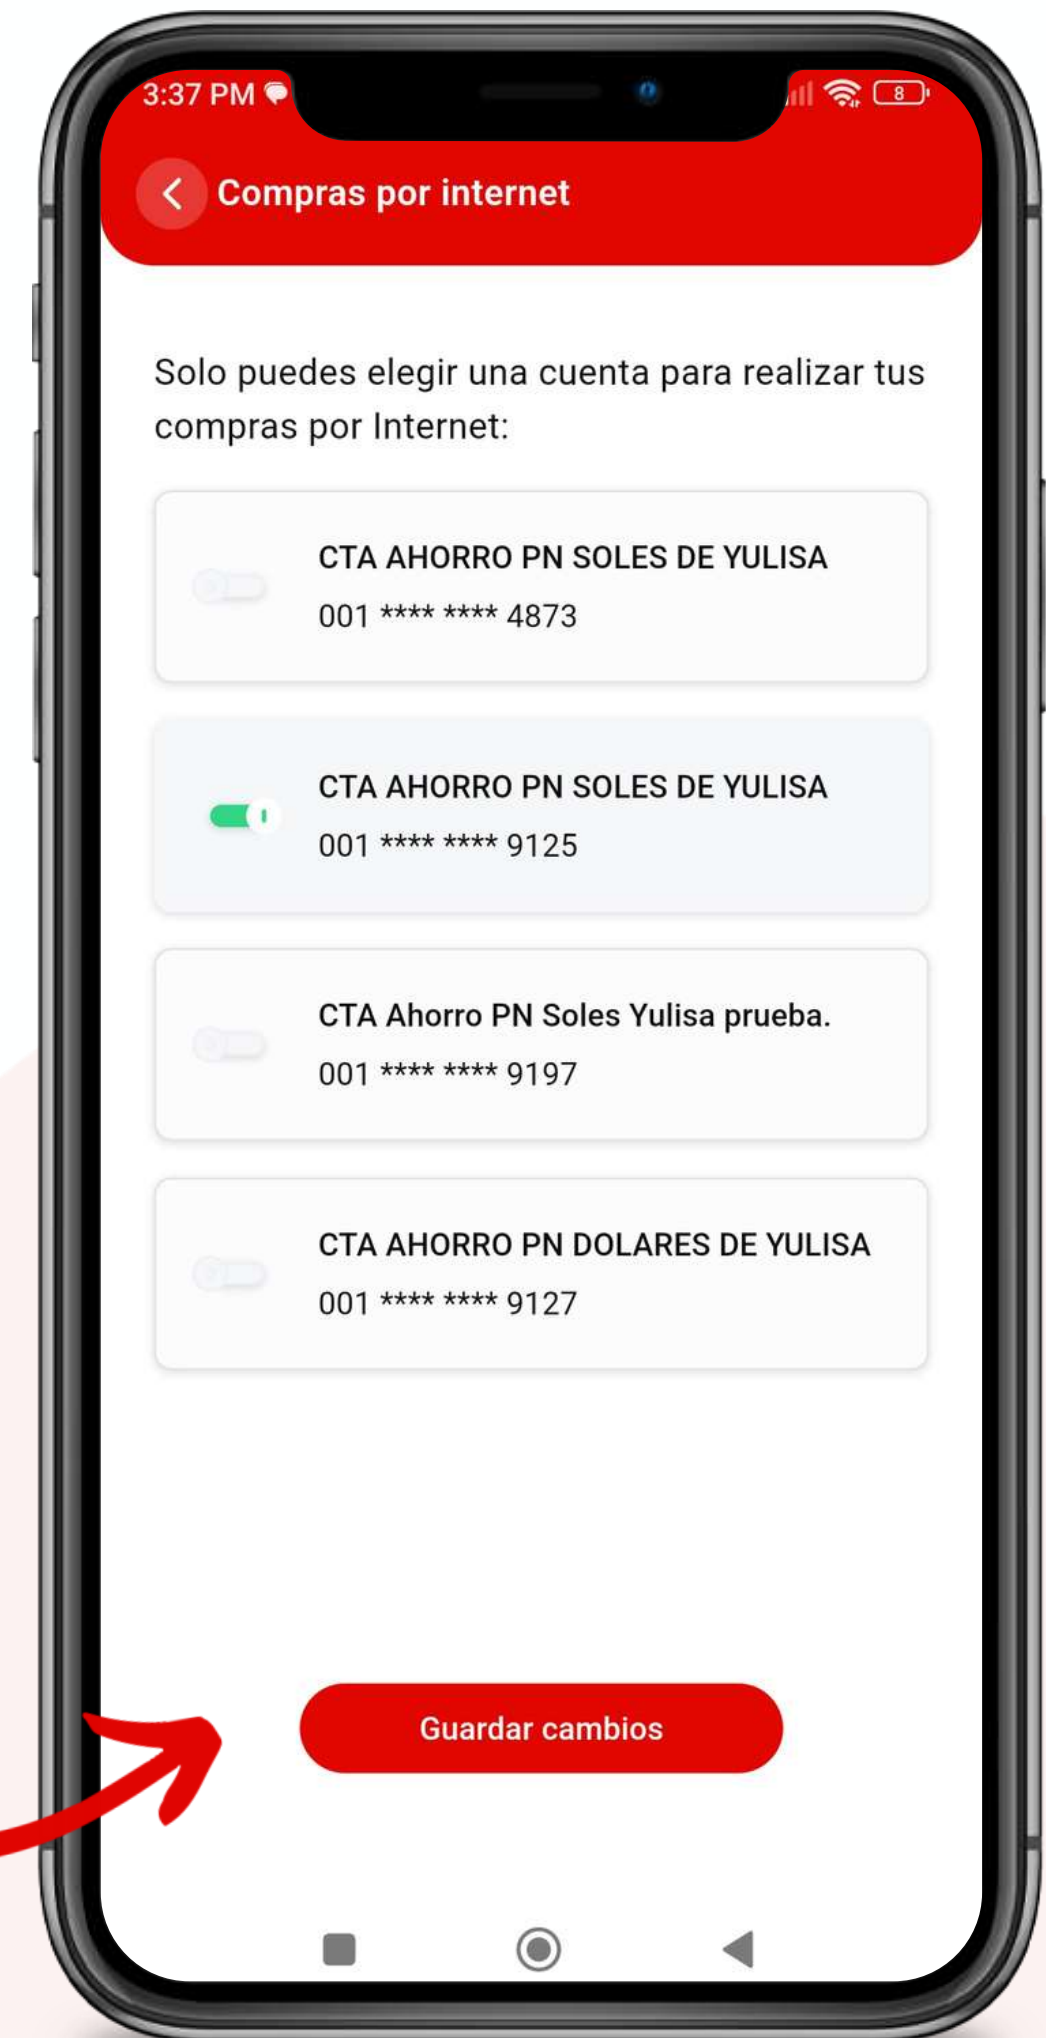 3:37 PM
8
Compras por internet
Solo puedes elegir una cuenta para realizar tus
compras por Internet:
CTA AHORRO PN SOLES DE YULISA
001 **** **** 4873
CTA AHORRO PN SOLES DE YULISA
001 **** **** 9125
CTA Ahorro PN Soles Yulisa prueba.
001 **** **** 9197
CTA AHORRO PN DOLARES DE YULISA
001 **** **** 9127
Guardar cambios